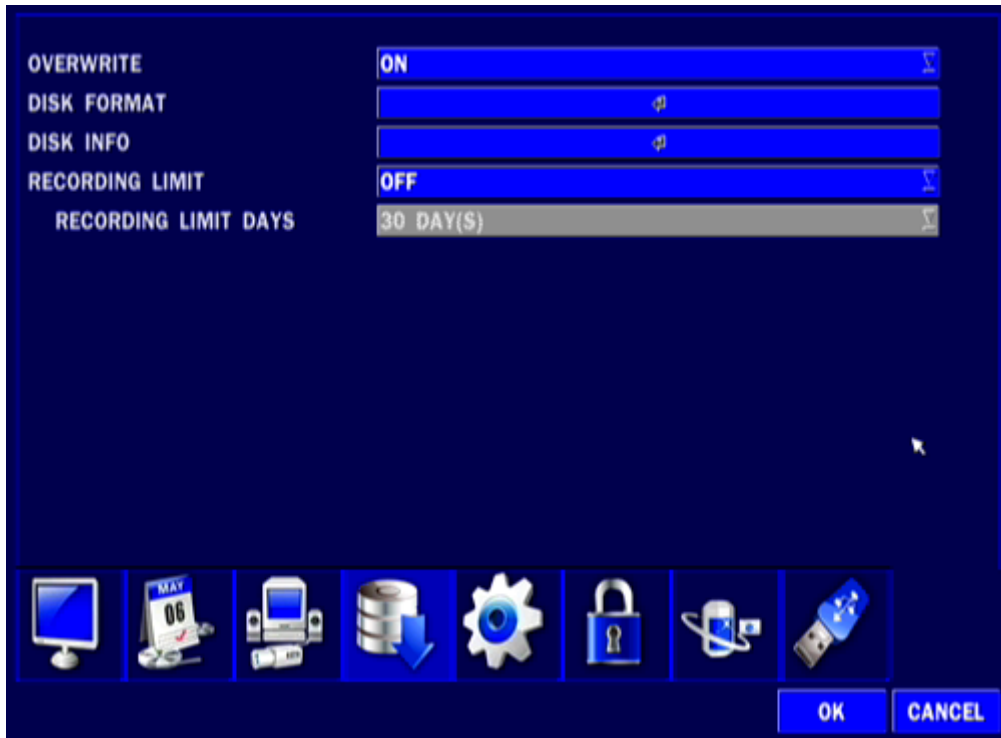 OVERWRITE ON
DISK FORMAT
DISK INFO
RECORDING LIMIT OFF
RECORDING LIMIT DAYS 30 DAY(S)
MAY
06
OK CANCEL